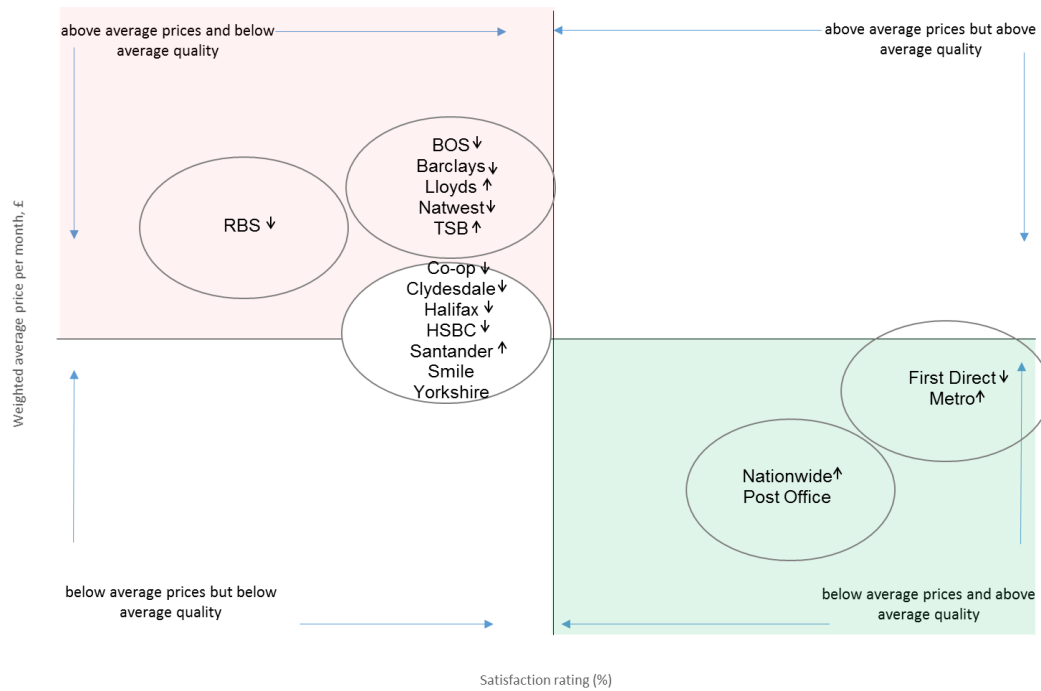 above average prices and below
average quality
above average prices but above
average quality
BOS ↓
Barclays ↓
Lloyds ↑
Natwest ↓
TSB ↑
RBS ↓
Co-op ↓
Clydesdale ↓
Halifax ↓
HSBC ↓
Santander ↑
Smile
Yorkshire
First Direct ↓
Metro ↑
Nationwide ↑
Post Office
Weighted average price per month, £
below average prices but below
average quality
below average prices and above
average quality
Satisfaction rating (%)